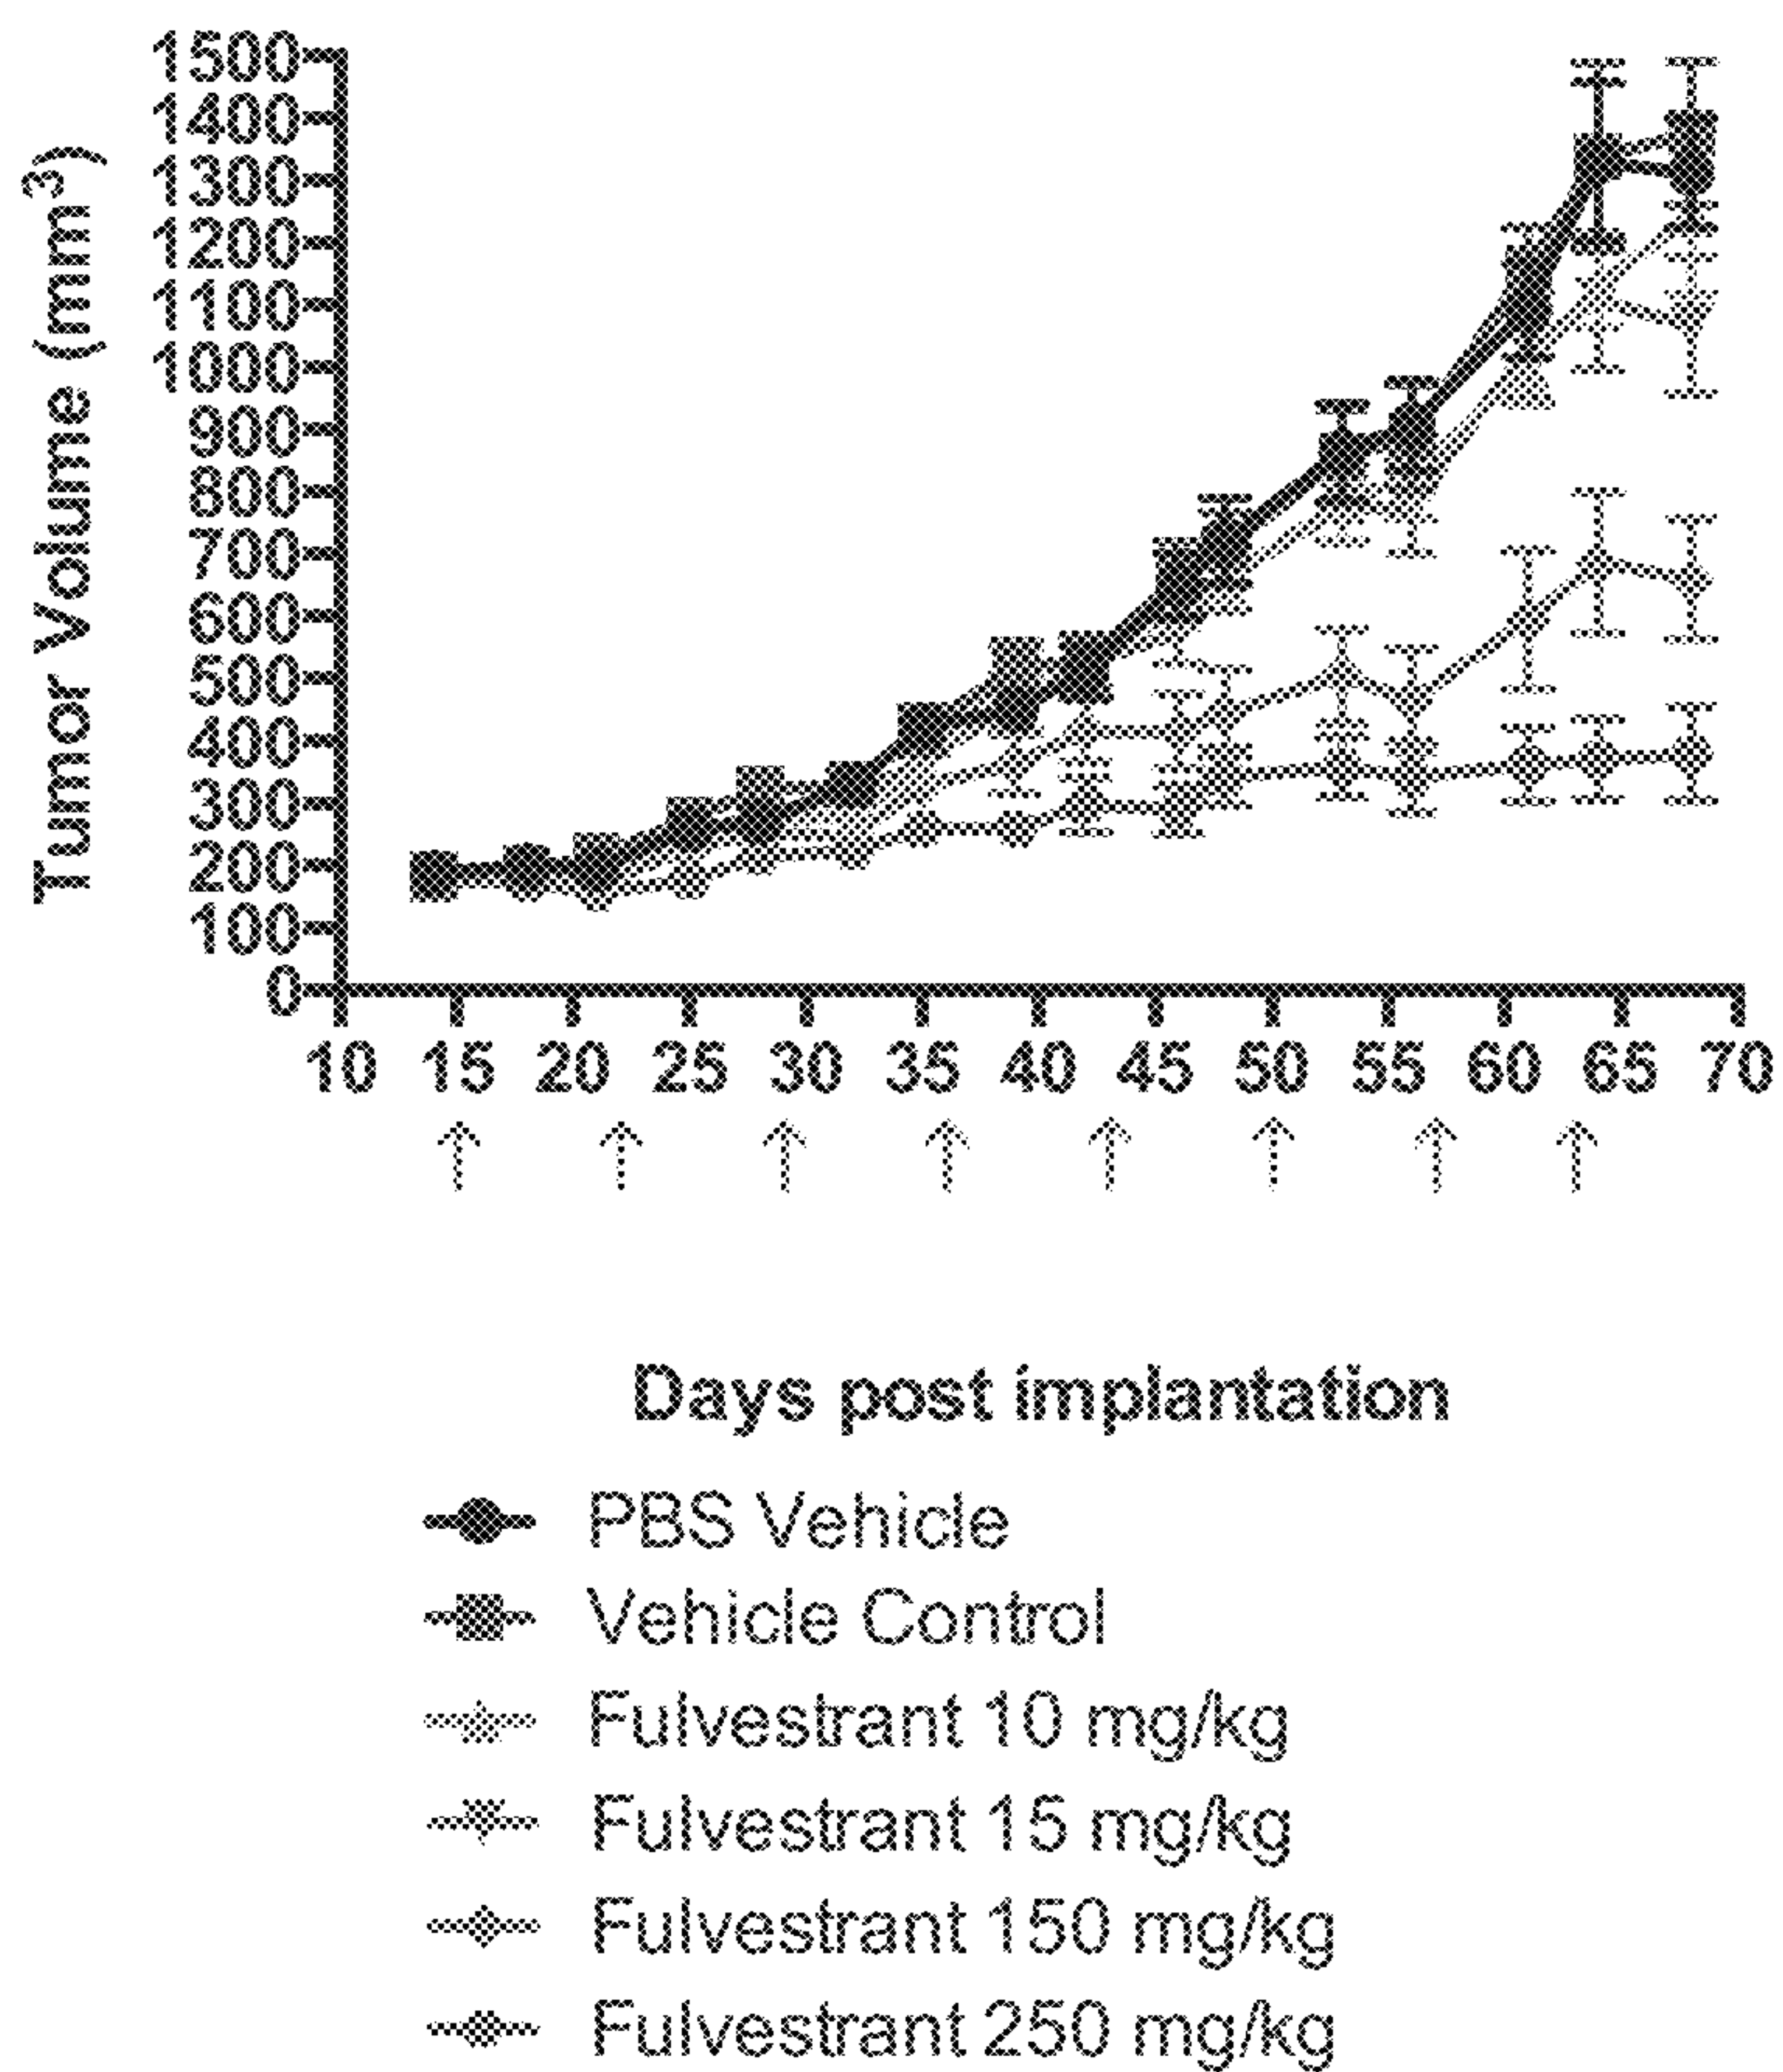 Tumor Volume (mm³)
1500
1400
1300
1200
1100
1000
900
800
700
600
500
400
300
200
100
0
10 15 20 25 30 35 40 45 50 55 60 65 70
↑ ↑ ↑ ↑ ↑ ↑ ↑ ↑
Days post implantation
PBS Vehicle
Vehicle Control
Fulvestrant 10 mg/kg
Fulvestrant 15 mg/kg
Fulvestrant 150 mg/kg
Fulvestrant 250 mg/kg